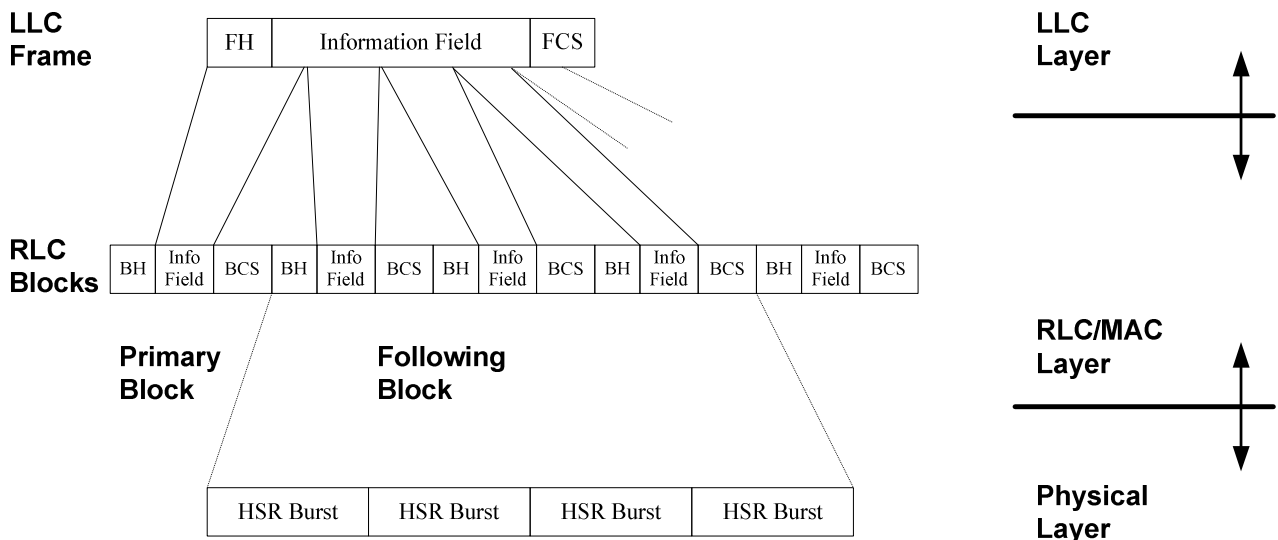 LLC
Frame
FH
Information Field
FCS
LLC
Layer
RLC
Blocks
BH
Info
Field
BCS
BH
Info
Field
BCS
BH
Info
Field
BCS
BH
Info
Field
BCS
BH
Info
Field
BCS
Primary
Block
Following
Block
RLC/MAC
Layer
HSR Burst
HSR Burst
HSR Burst
HSR Burst
Physical
Layer